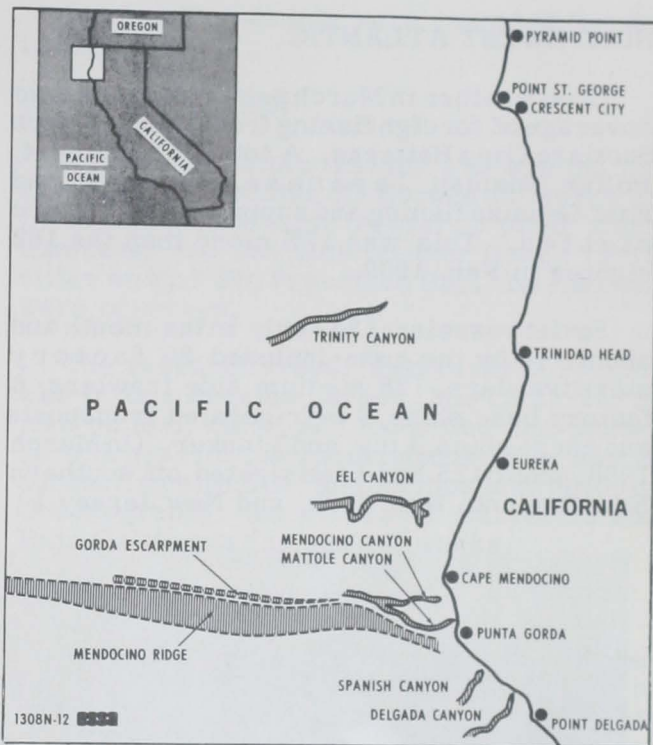 OREGON
CALIFORNIA
PACIFIC
OCEAN
PYRAMID POINT
POINT ST. GEORGE
CRESCENT CITY
TRINITY CANYON
TRINIDAD HEAD
PACIFIC OCEAN
EUREKA
EEL CANYON
CALIFORNIA
MENDOCINO CANYON
GORDA ESCARPMENT
MATTOLE CANYON
CAPE MENDOCINO
PUNTA GORDA
MENDOCINO RIDGE
SPANISH CANYON
DELGADA CANYON
1308N-12
POINT DELGADA